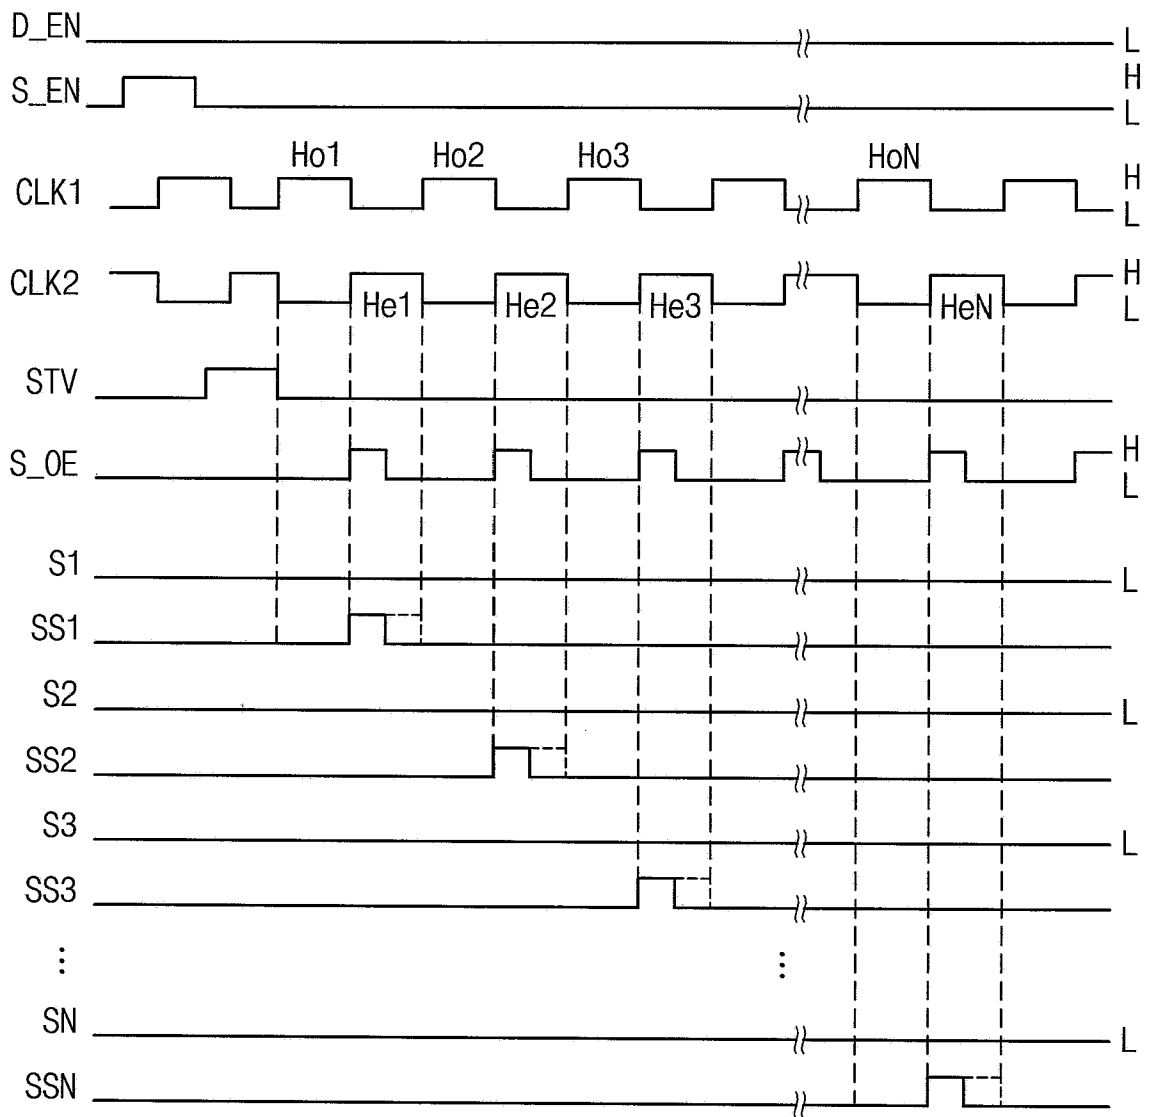 D_EN L
S_EN H
L
Ho1 Ho2 Ho3 HoN
CLK1 H
L
CLK2 H
L
He1 He2 He3 HeN
STV
S_OE H
L
S1 L
SS1
S2 L
SS2
S3 L
SS3
⋮ ⋮
SN L
SSN